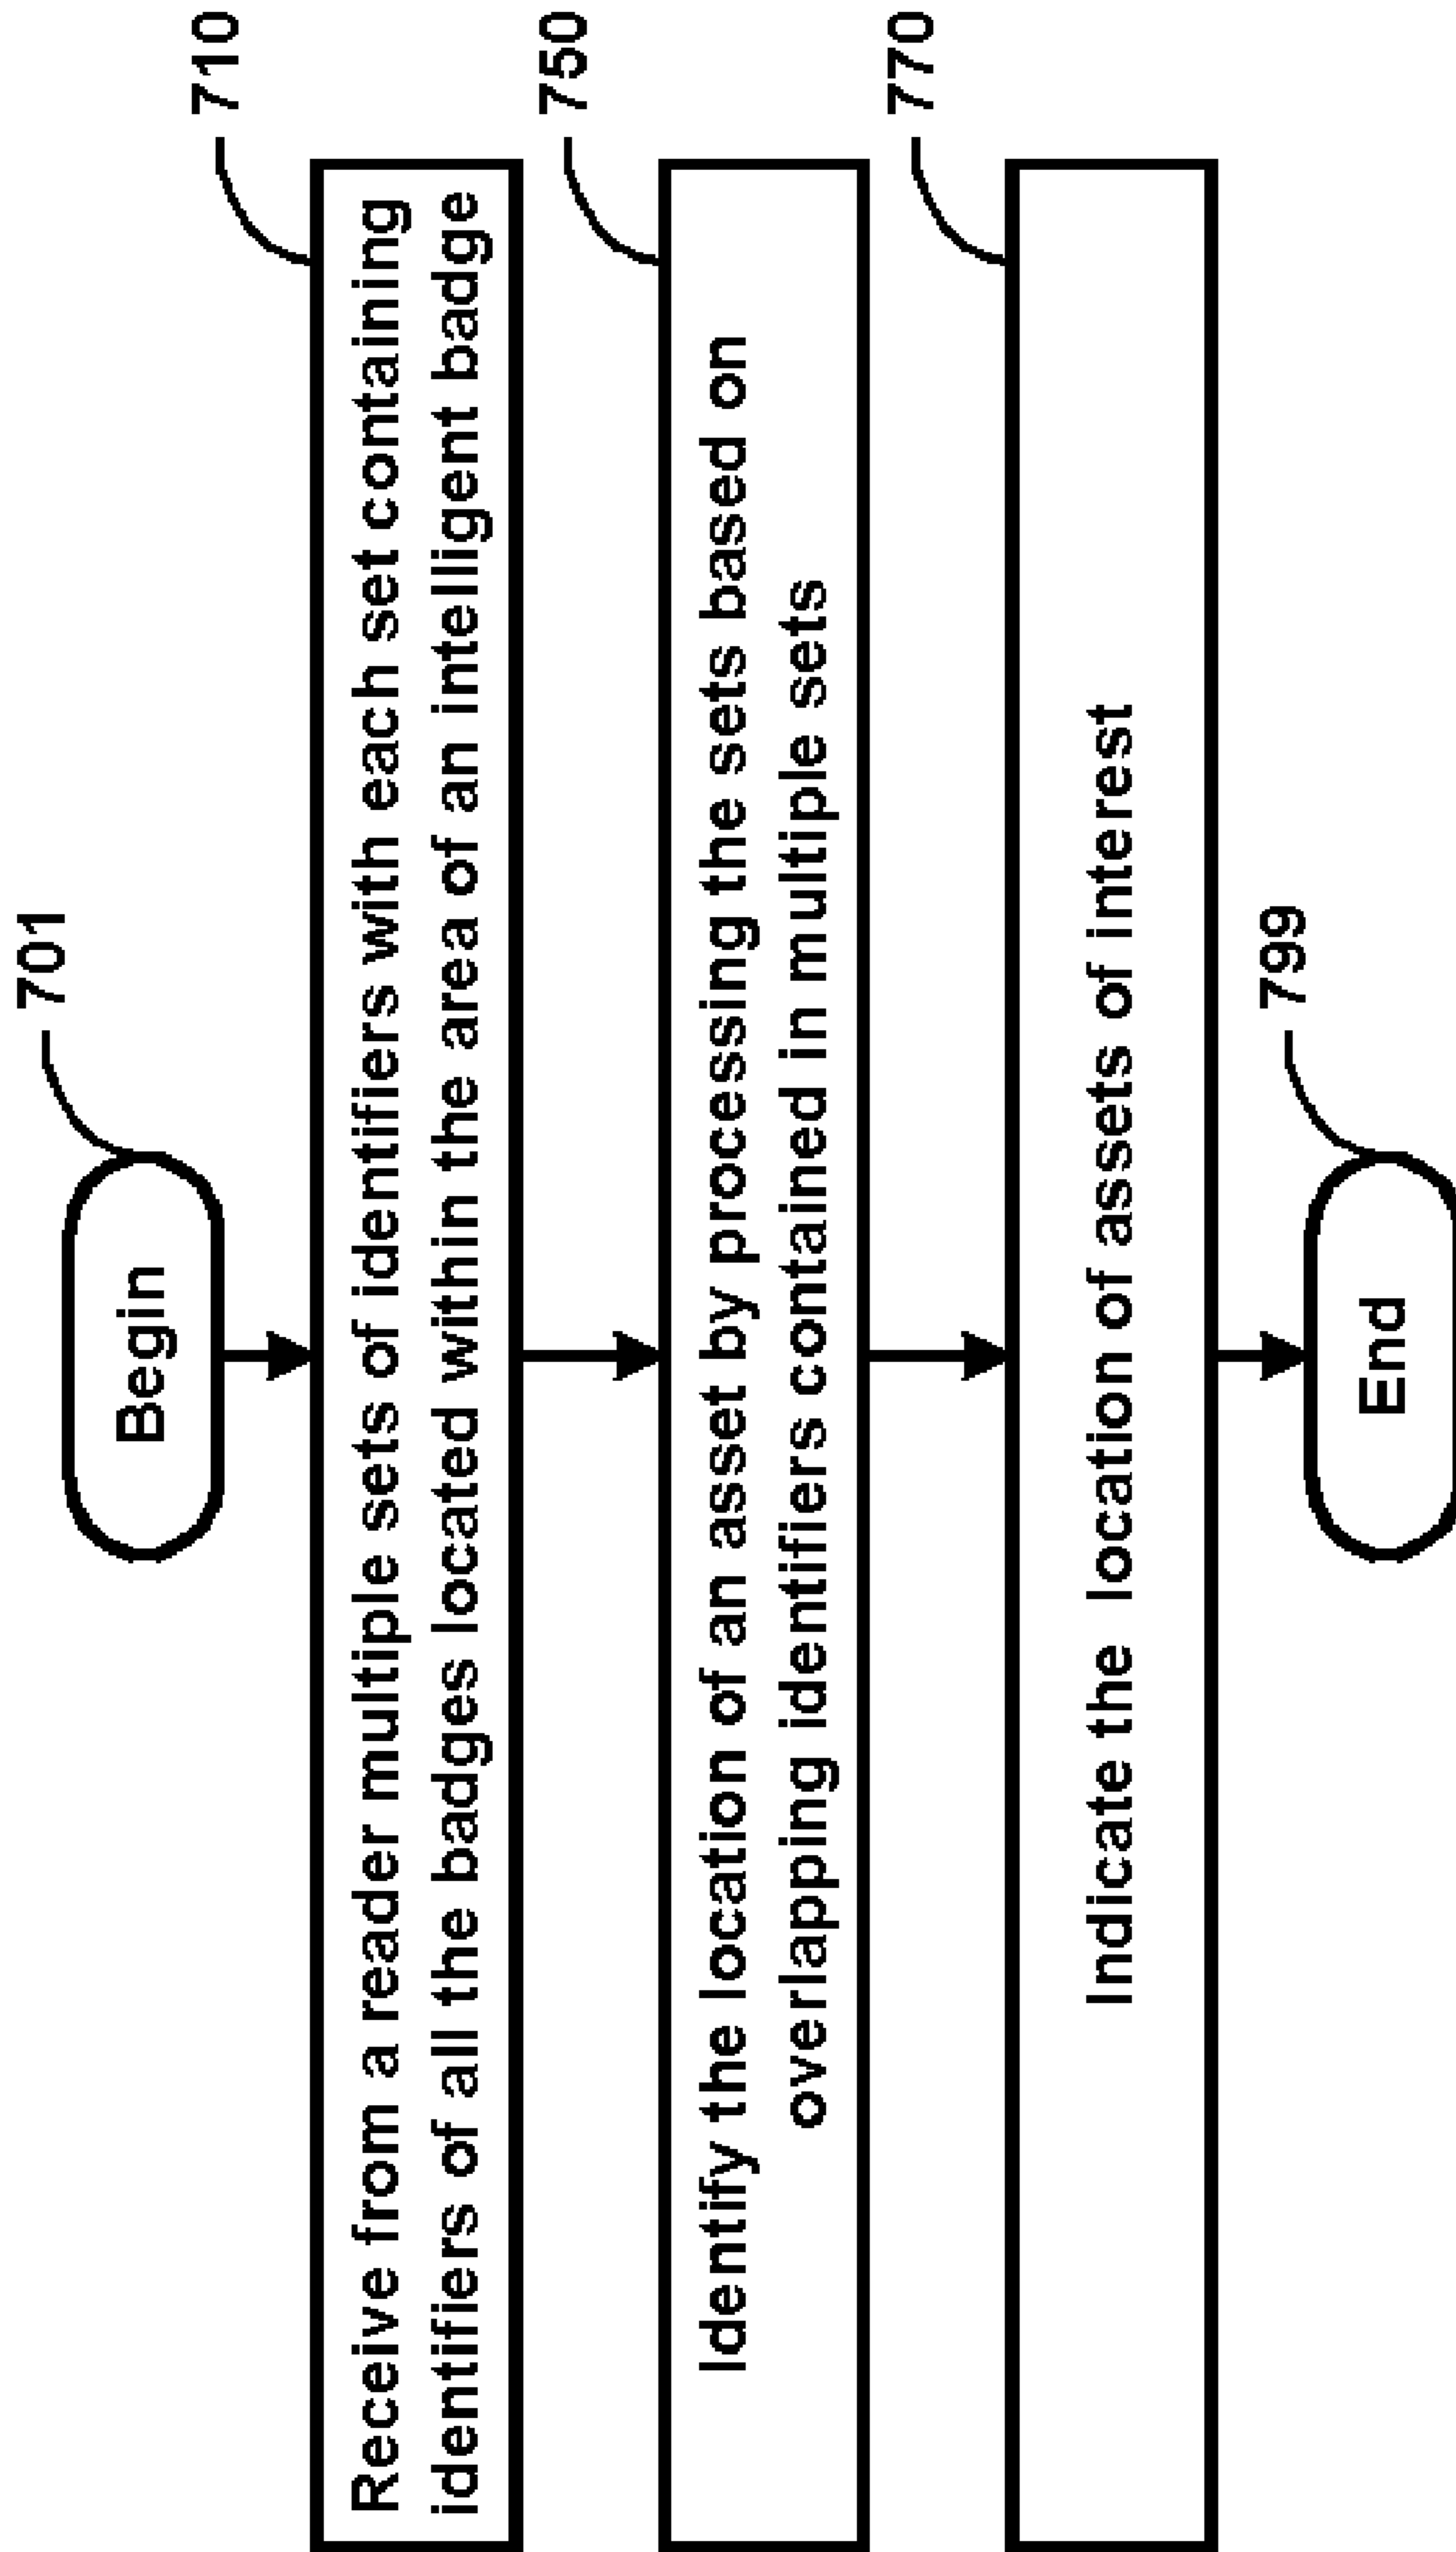 701
Begin
710
Receive from a reader multiple sets of identifiers with each set containing
identifiers of all the badges located within the area of an intelligent badge
750
Identify the location of an asset by processing the sets based on
overlapping identifiers contained in multiple sets
770
Indicate the location of assets of interest
799
End